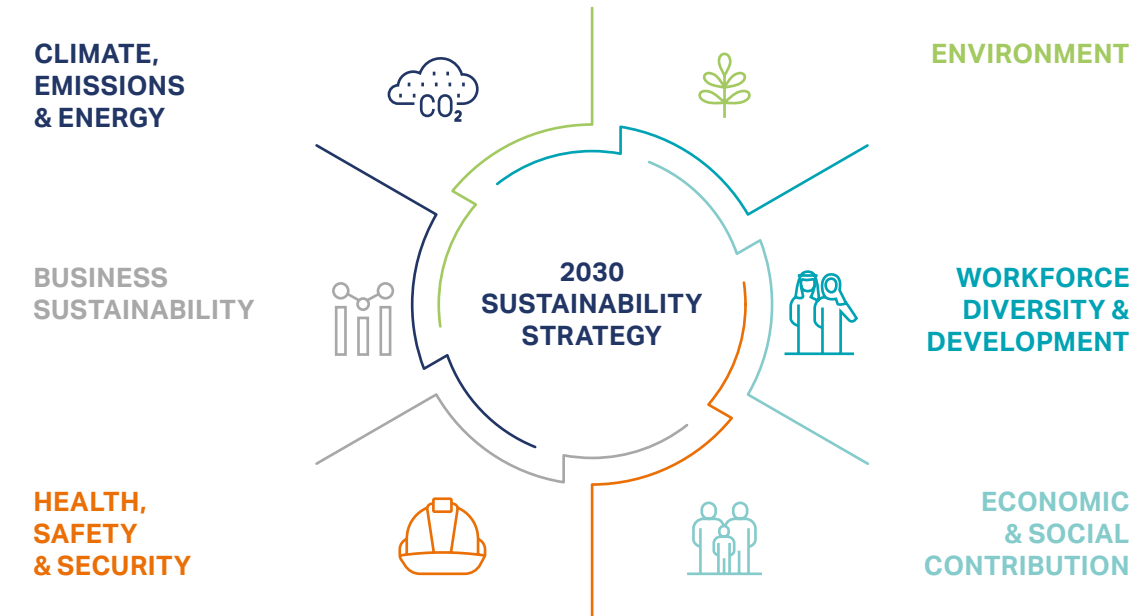 CLIMATE,
EMISSIONS
& ENERGY
CO₂
ENVIRONMENT
BUSINESS
SUSTAINABILITY
2030
SUSTAINABILITY
STRATEGY
WORKFORCE
DIVERSITY &
DEVELOPMENT
HEALTH,
SAFETY
& SECURITY
ECONOMIC
& SOCIAL
CONTRIBUTION